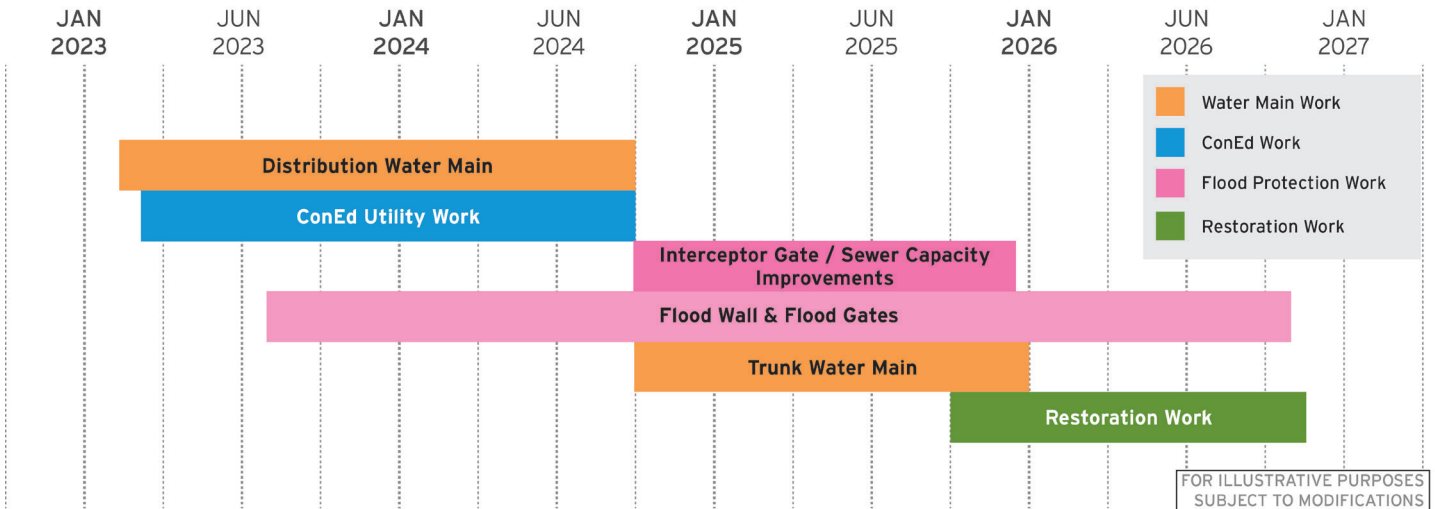 JAN JUN JAN JUN JAN JUN JAN JUN JAN
2023 2023 2024 2024 2025 2025 2026 2026 2027
Water Main Work
ConEd Work
Flood Protection Work
Restoration Work
Distribution Water Main
ConEd Utility Work
Interceptor Gate / Sewer Capacity
Improvements
Flood Wall & Flood Gates
Trunk Water Main
Restoration Work
FOR ILLUSTRATIVE PURPOSES
SUBJECT TO MODIFICATIONS